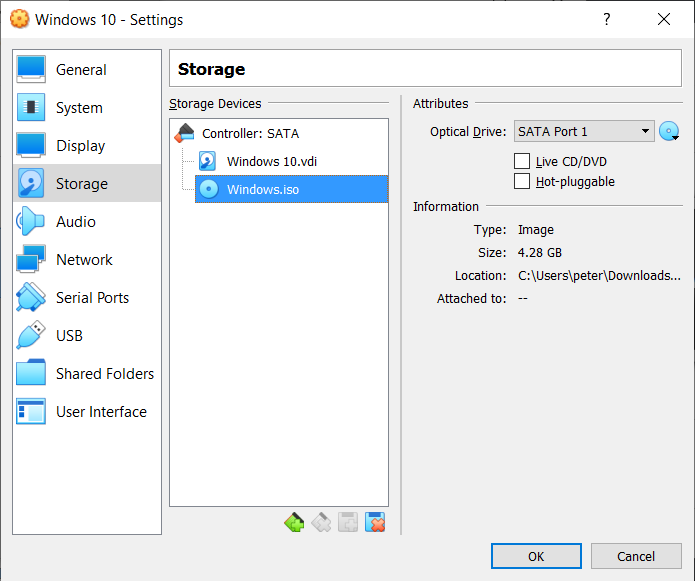 Windows 10 - Settings
?
General
System
Display
Storage
Audio
Network
Serial Ports
USB
Shared Folders
User Interface
Storage
Storage Devices
Controller: SATA
Windows 10.vdi
Windows.iso
Attributes
Optical Drive: SATA Port 1
Live CD/DVD
Hot-pluggable
Information
Type: Image
Size: 4.28 GB
Location: C:\Users\peter\Downloads...
Attached to: --
OK
Cancel